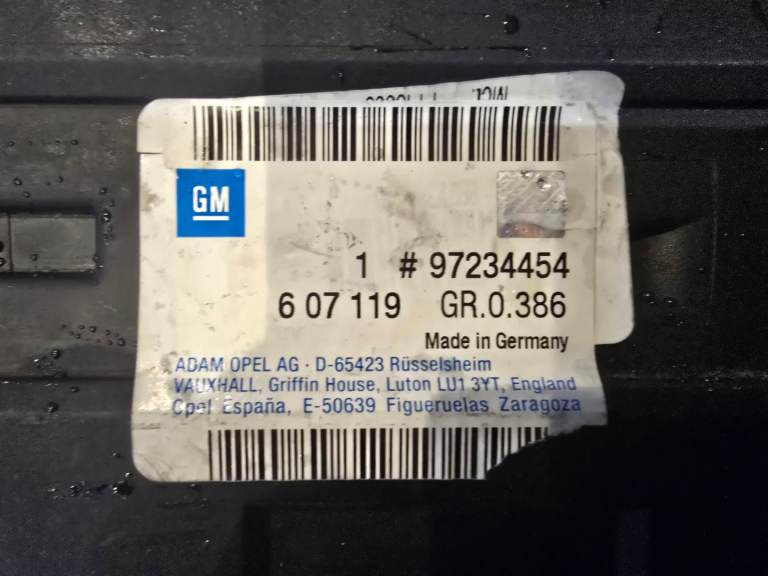 GM
1 # 97234454
6 07 119 GR.0.386
Made in Germany
ADAM OPEL AG · D-65423 Rüsselsheim
VAUXHALL, Griffin House, Luton LU1 3YT, England
Opel España, E-50639 Figueruelas, Zaragoza